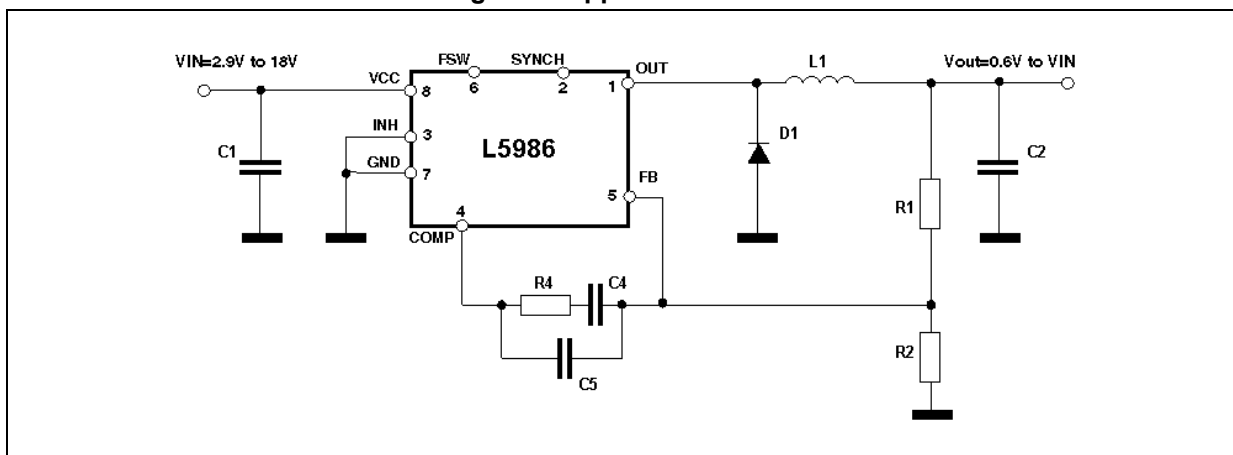 VIN=2.9V to 18V
FSW
SYNCH
OUT
L1
Vout=0.6V to VIN
VCC
8
6
2
1
INH
3
C1
L5986
D1
C2
GND
7
FB
5
R1
4
COMP
R4
C4
R2
C5